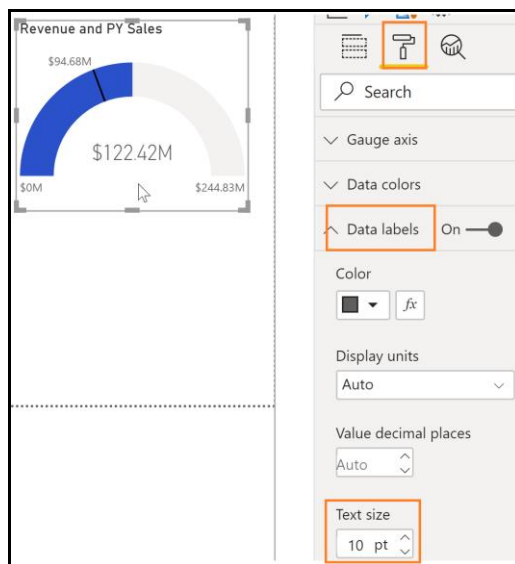 Revenue and PY Sales
$94.68M
$122.42M
$0M
$244.83M
Search
Gauge axis
Data colors
Data labels On
Color
fx
Display units
Auto
Value decimal places
Auto
Text size
10 pt